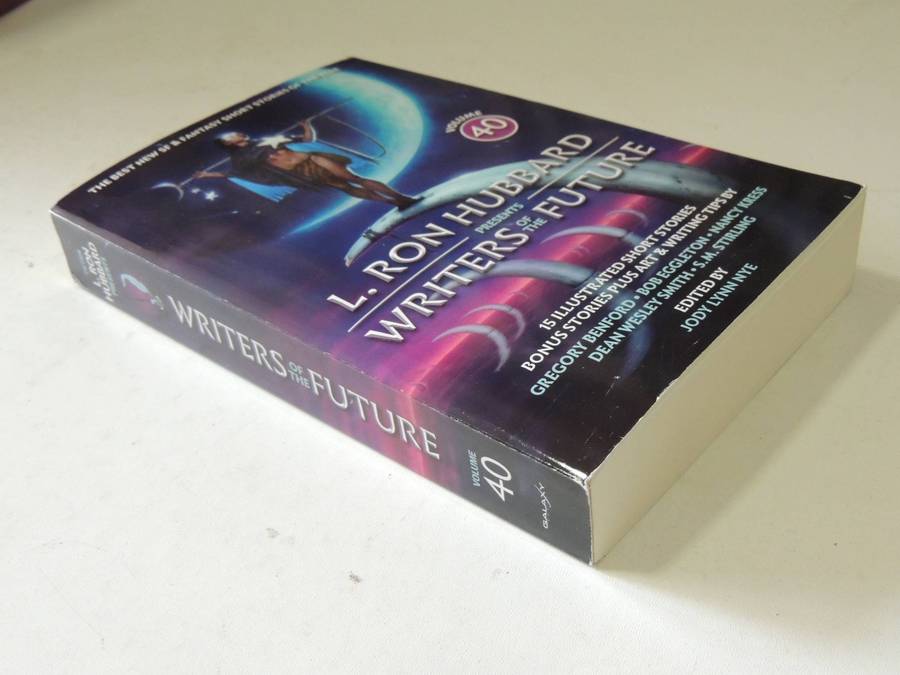 THE BEST NEW SF & FANTASY SHORT STORIES OF THE YEAR
VOLUME
40
L. RON HUBBARD
PRESENTS
WRITERS OF THE FUTURE
15 ILLUSTRATED SHORT STORIES
BONUS STORIES PLUS ART & WRITING TIPS BY
GREGORY BENFORD • BOB EGGLETON • NANCY KRESS
DEAN WESLEY SMITH • S.M. STIRLING
EDITED BY
JODY LYNN NYE
L. RON
HUBBARD
WRITERS OF THE FUTURE
VOLUME
40
GALAXY